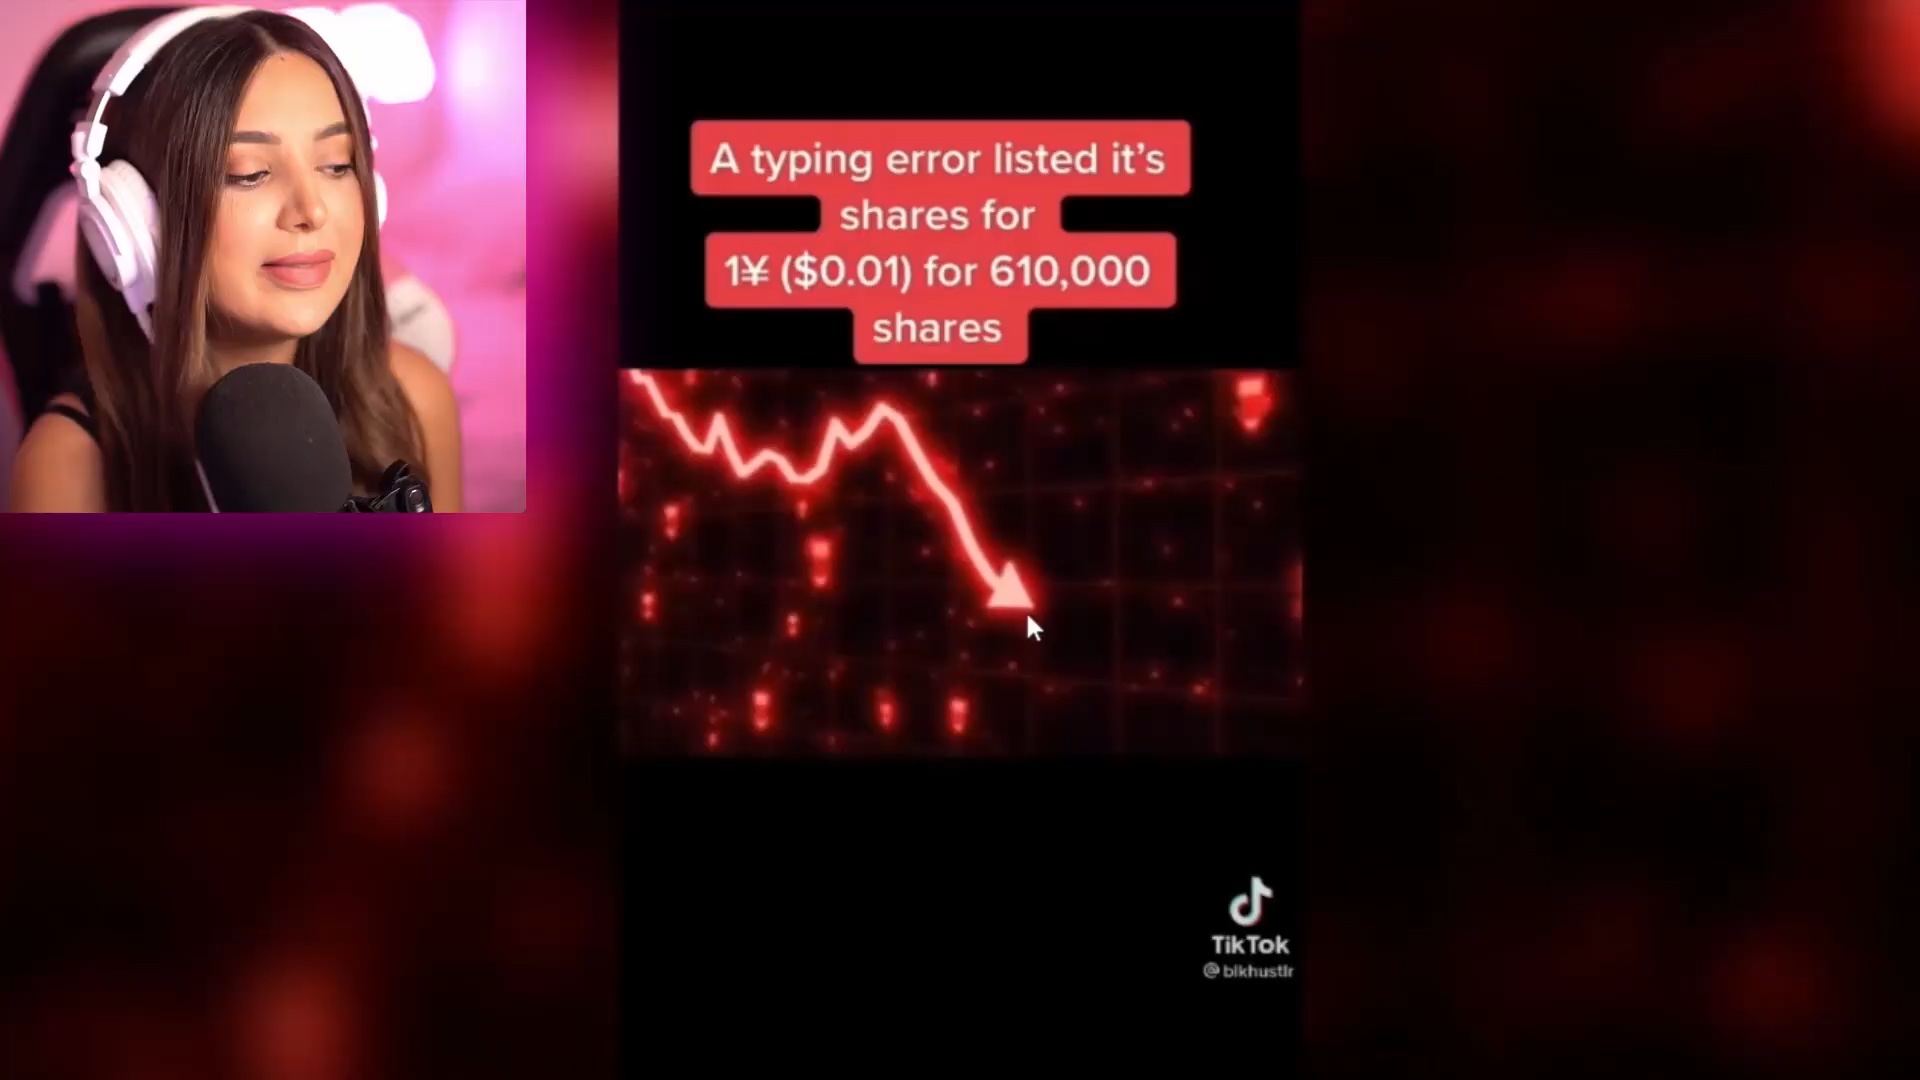 A typing error listed it's
shares for
1¥ ($0.01) for 610,000
shares
TikTok
@blkhustlr